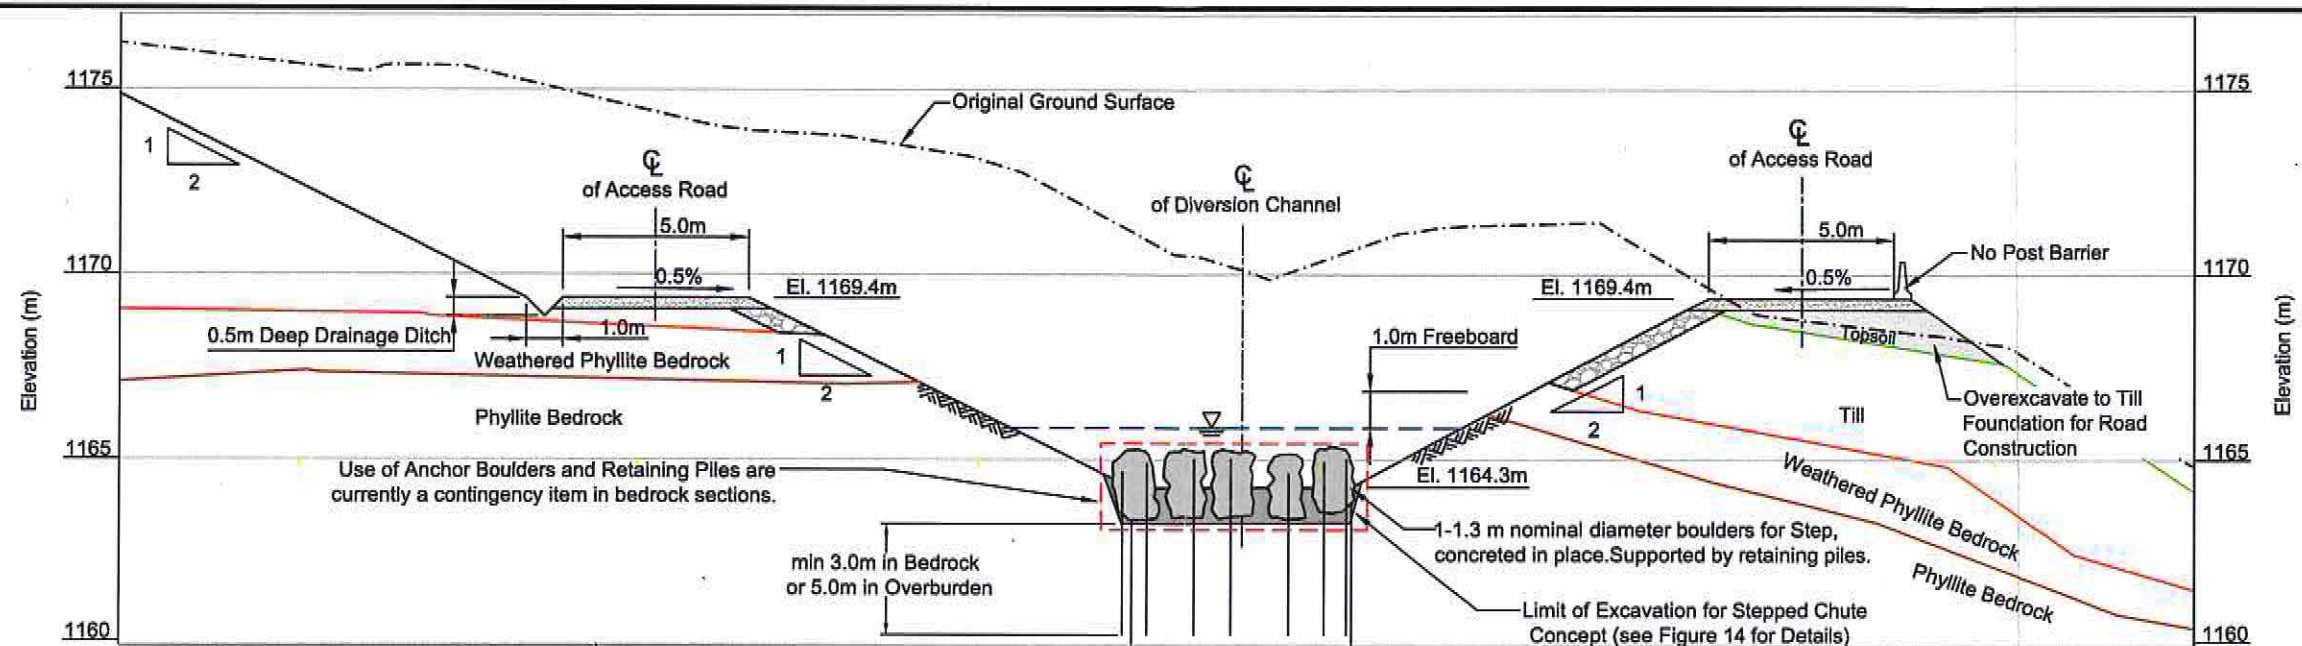 1175
1175
Original Ground Surface
1
2
℄
of Access Road
5.0m
℄
of Diversion Channel
℄
of Access Road
5.0m
No Post Barrier
1170
1170
0.5%
El. 1169.4m
El. 1169.4m
0.5%
Elevation (m)
Elevation (m)
0.5m Deep Drainage Ditch
1.0m
Weathered Phyllite Bedrock
1
2
1.0m Freeboard
Topsoil
1
2
Overexcavate to Till
Foundation for Road
Construction
Till
Phyllite Bedrock
1165
1165
Use of Anchor Boulders and Retaining Piles are
currently a contingency item in bedrock sections.
El. 1164.3m
Weathered Phyllite Bedrock
1-1.3 m nominal diameter boulders for Step,
concreted in place.Supported by retaining piles.
min 3.0m in Bedrock
or 5.0m in Overburden
Phyllite Bedrock
Limit of Excavation for Stepped Chute
Concept (see Figure 14 for Details)
1160
1160